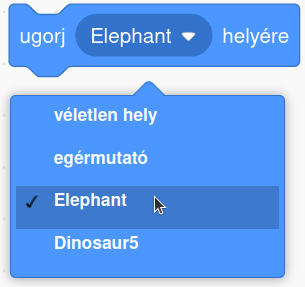 ugorj Elephant helyére
véletlen hely
egérmutató
✓ Elephant
Dinosaur5